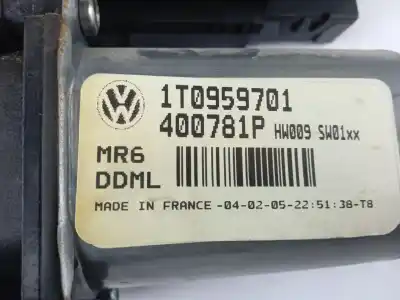 1T0959701
400781P HW009 SW01xx
MR6
DDML
MADE IN FRANCE -04-02-05-22:51:38-T8